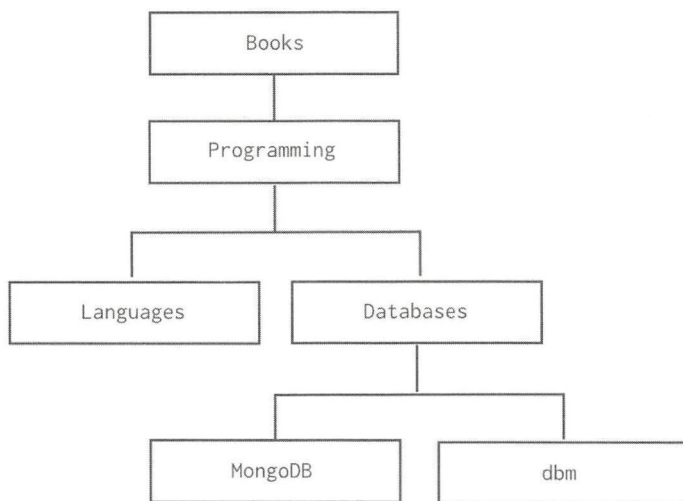 Books
Programming
Languages
Databases
MongoDB
dbm